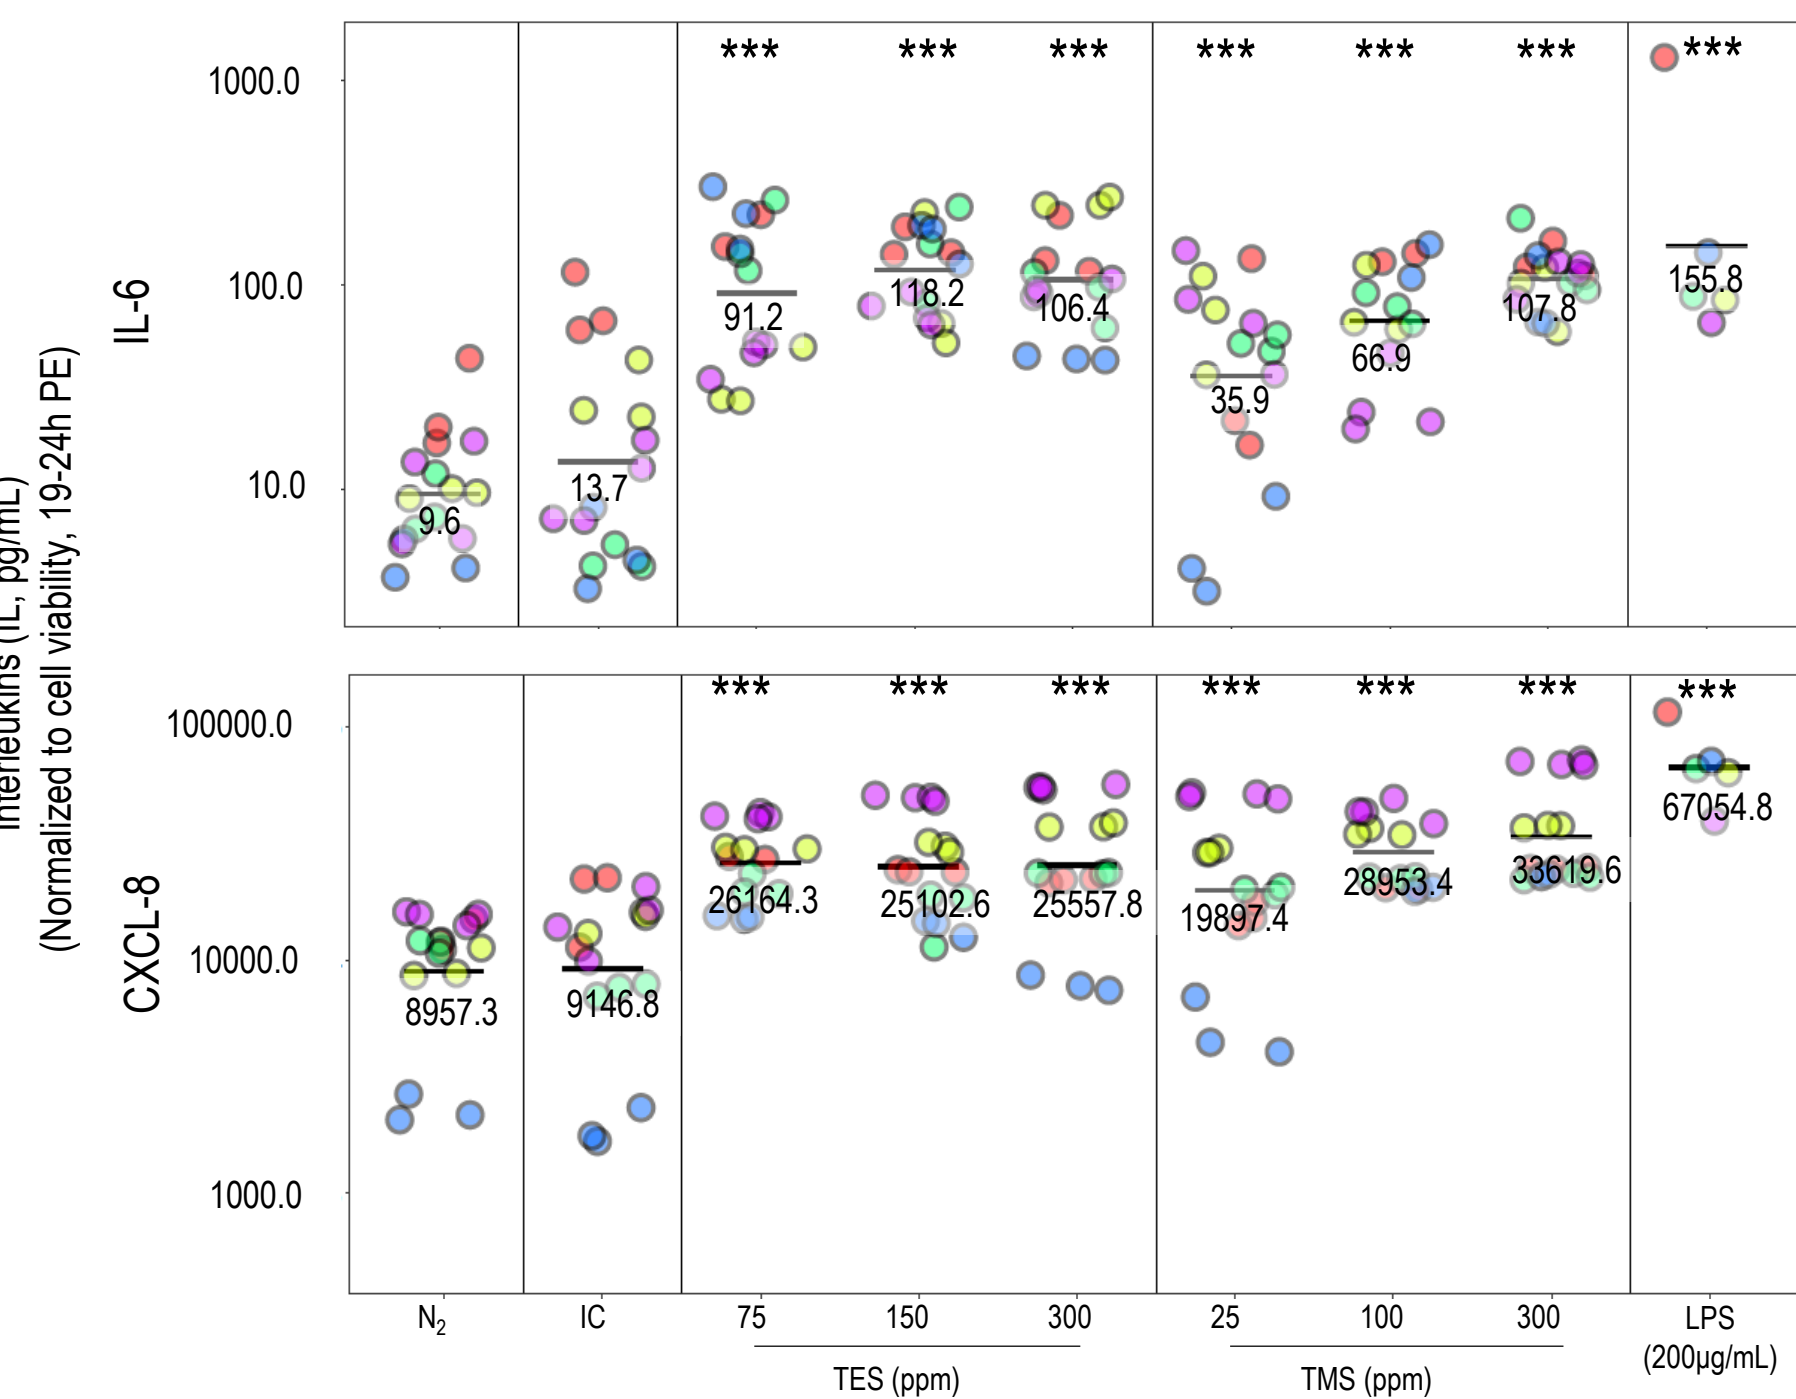 *** *** *** *** *** *** ***
1000.0
100.0
10.0
IL-6
9.6
13.7
91.2
118.2
106.4
35.9
66.9
107.8
155.8
Interleukins (IL, pg/mL)
(Normalized to cell viability, 19-24h PE)
*** *** *** *** *** *** ***
100000.0
10000.0
1000.0
CXCL-8
8957.3
9146.8
26164.3
25102.6
25557.8
19897.4
28953.4
33619.6
67054.8
N2 IC 75 150 300 25 100 300 LPS
(200µg/mL)
TES (ppm) TMS (ppm)